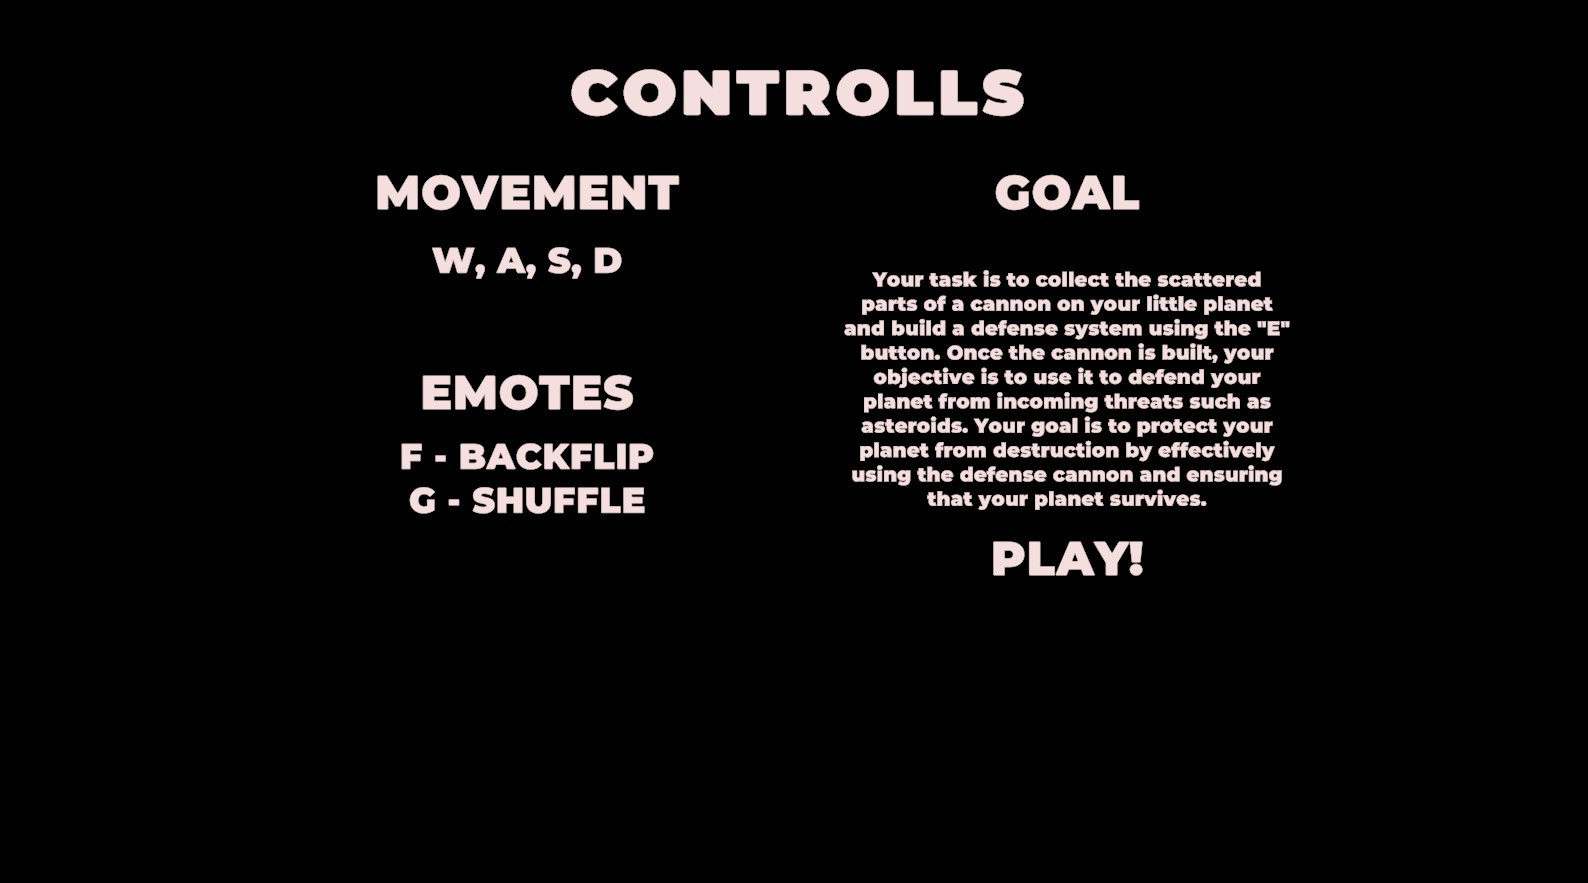 CONTROLLS
MOVEMENT
W, A, S, D
EMOTES
F - BACKFLIP
G - SHUFFLE
GOAL
Your task is to collect the scattered
parts of a cannon on your little planet
and build a defense system using the "E"
button. Once the cannon is built, your
objective is to use it to defend your
planet from incoming threats such as
asteroids. Your goal is to protect your
planet from destruction by effectively
using the defense cannon and ensuring
that your planet survives.
PLAY!